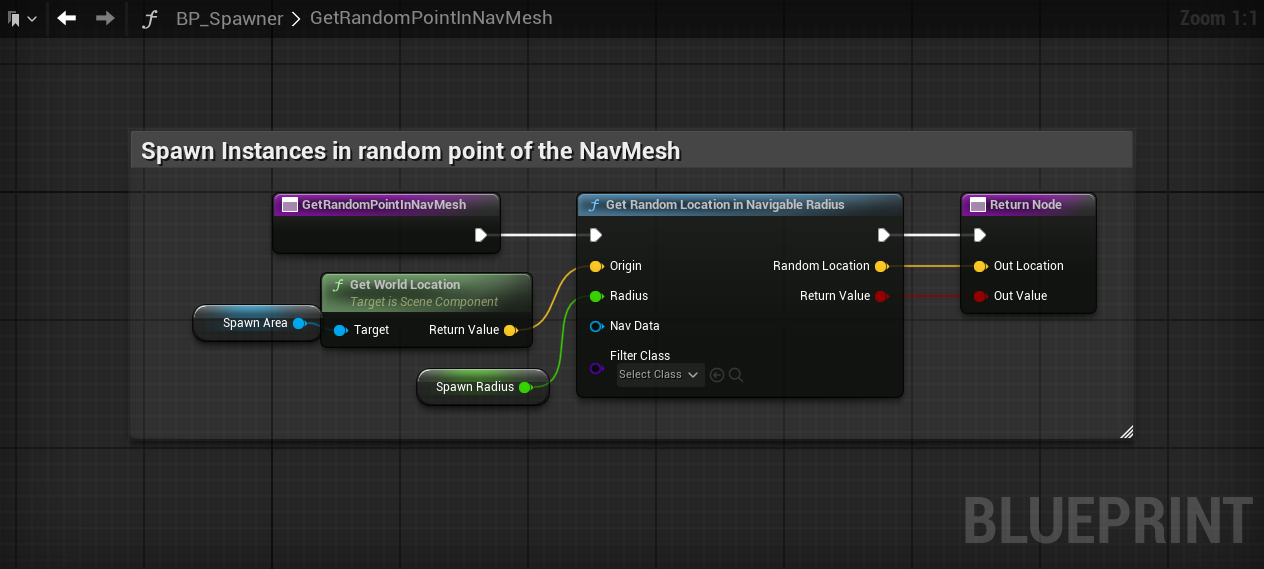 BP_Spawner > GetRandomPointInNavMesh
Zoom 1:1
Spawn Instances in random point of the NavMesh
GetRandomPointInNavMesh
f Get Random Location in Navigable Radius
Return Node
Origin
Random Location
Out Location
Radius
Return Value
Out Value
Nav Data
Filter Class
Select Class
f Get World Location
Target is Scene Component
Spawn Area
Target
Return Value
Spawn Radius
BLUEPRINT